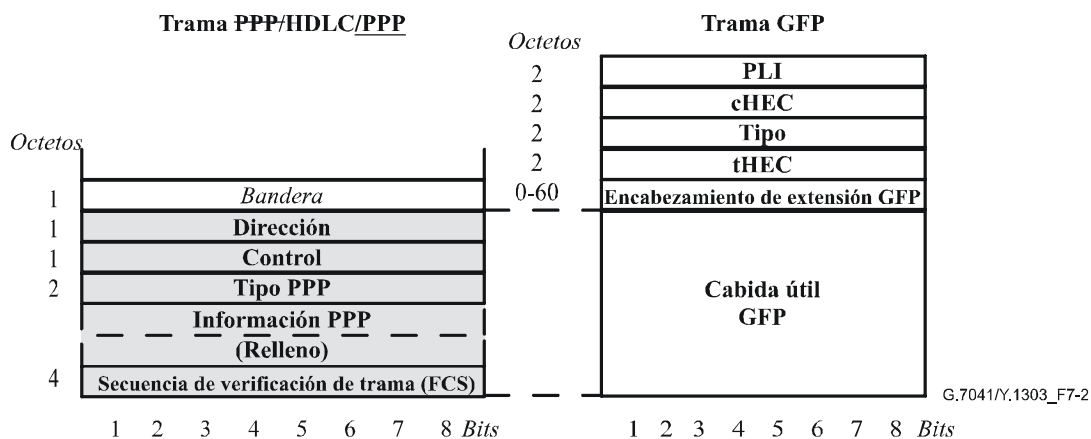 Trama PPP/HDLC/PPP
Octetos
1 Bandera
1 Dirección
1 Control
2 Tipo PPP
Información PPP
(Relleno)
4 Secuencia de verificación de trama (FCS)
1 2 3 4 5 6 7 8 Bits
Trama GFP
Octetos
2 PLI
2 cHEC
2 Tipo
2 tHEC
0-60 Encabezamiento de extensión GFP
Cabida útil
GFP
1 2 3 4 5 6 7 8 Bits
G.7041/Y.1303_F7-2